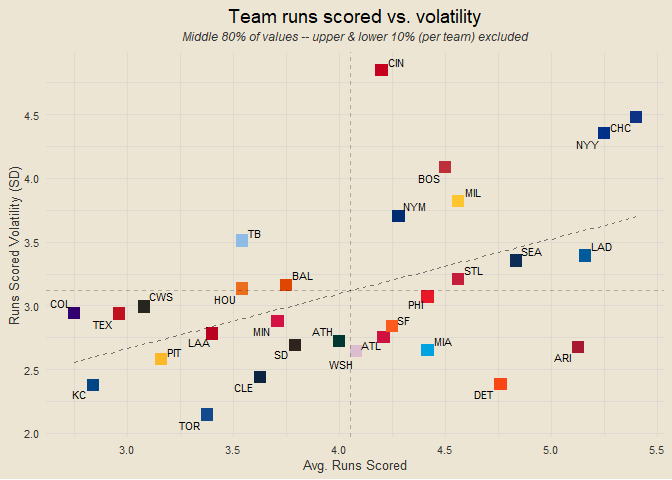 Team runs scored vs. volatility
Middle 80% of values -- upper & lower 10% (per team) excluded
CIN
4.5
CHC
NYY
4.0
BOS
MIL
NYM
3.5
TB
SEA
LAD
STL
BAL
Runs Scored Volatility (SD)
3.0
COL
CWS
HOU
PHI
TEX
SF
MIN
ATH
LAA
ATL
MIA
PIT
SD
WSH
ARI
2.5
KC
CLE
DET
TOR
2.0
3.0
3.5
4.0
4.5
5.0
5.5
Avg. Runs Scored